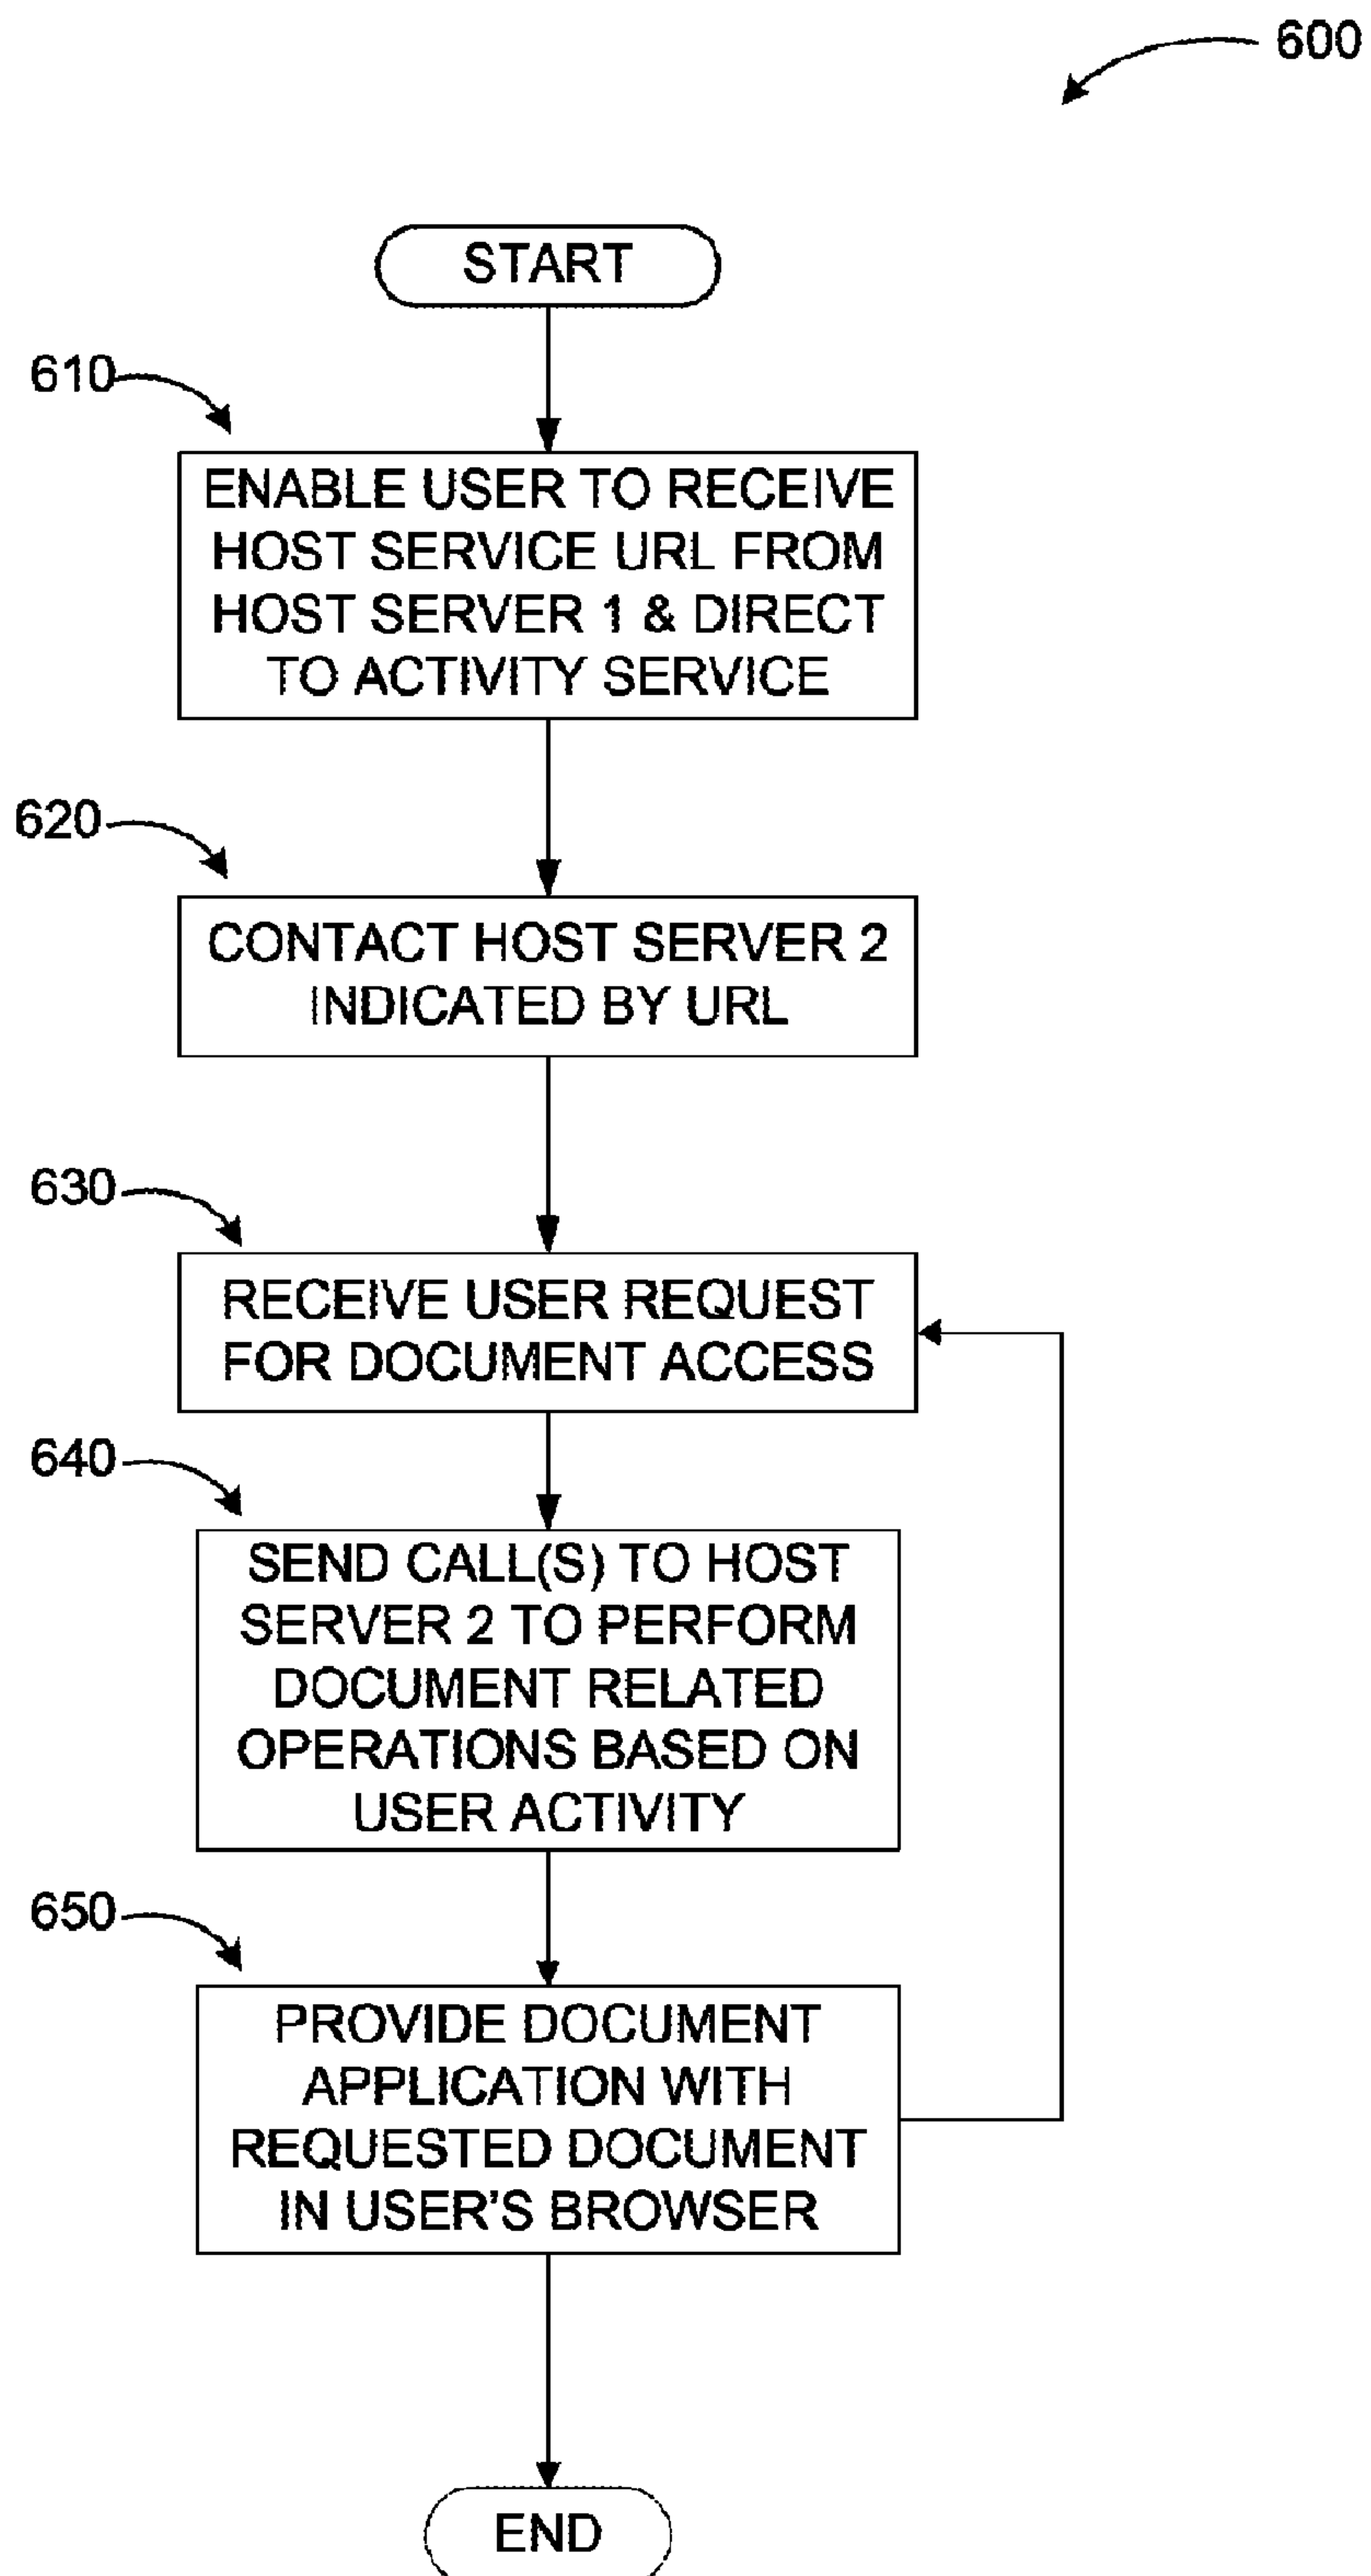 600
START
610
ENABLE USER TO RECEIVE
HOST SERVICE URL FROM
HOST SERVER 1 & DIRECT
TO ACTIVITY SERVICE
620
CONTACT HOST SERVER 2
INDICATED BY URL
630
RECEIVE USER REQUEST
FOR DOCUMENT ACCESS
640
SEND CALL(S) TO HOST
SERVER 2 TO PERFORM
DOCUMENT RELATED
OPERATIONS BASED ON
USER ACTIVITY
650
PROVIDE DOCUMENT
APPLICATION WITH
REQUESTED DOCUMENT
IN USER'S BROWSER
END